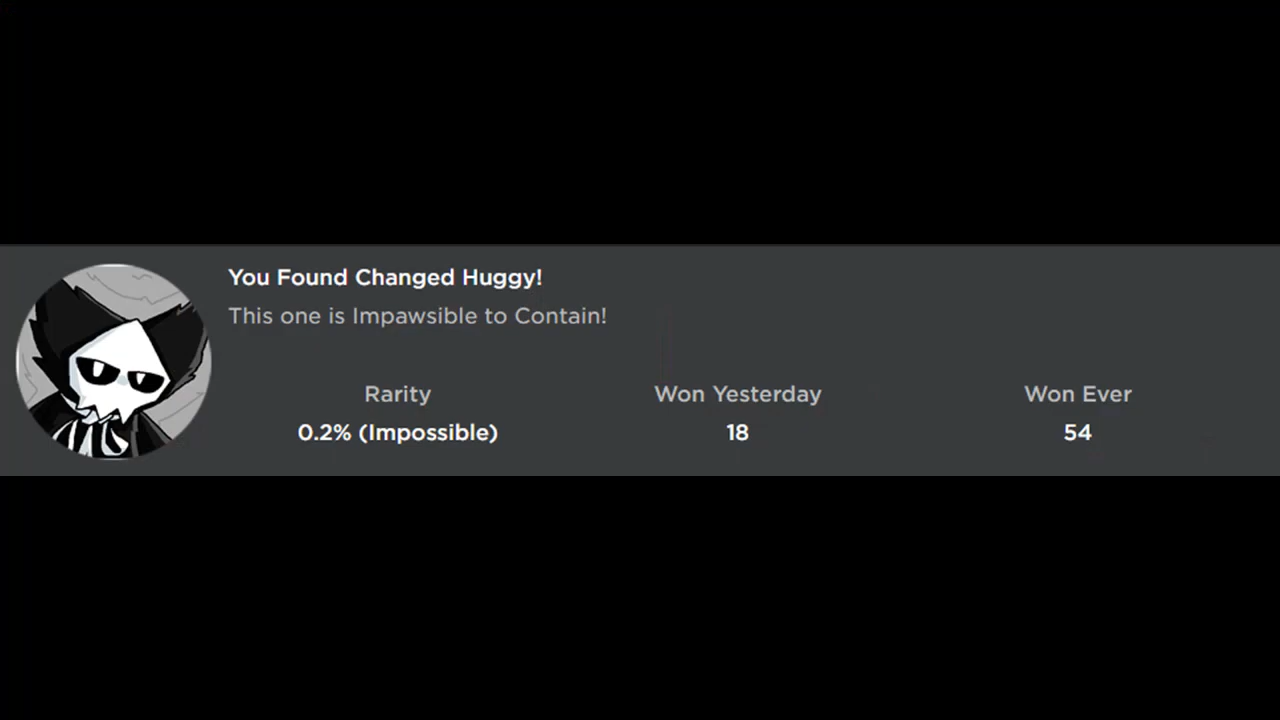 You Found Changed Huggy!
This one is Impawsible to Contain!
Rarity Won Yesterday Won Ever
0.2% (Impossible) 18 54